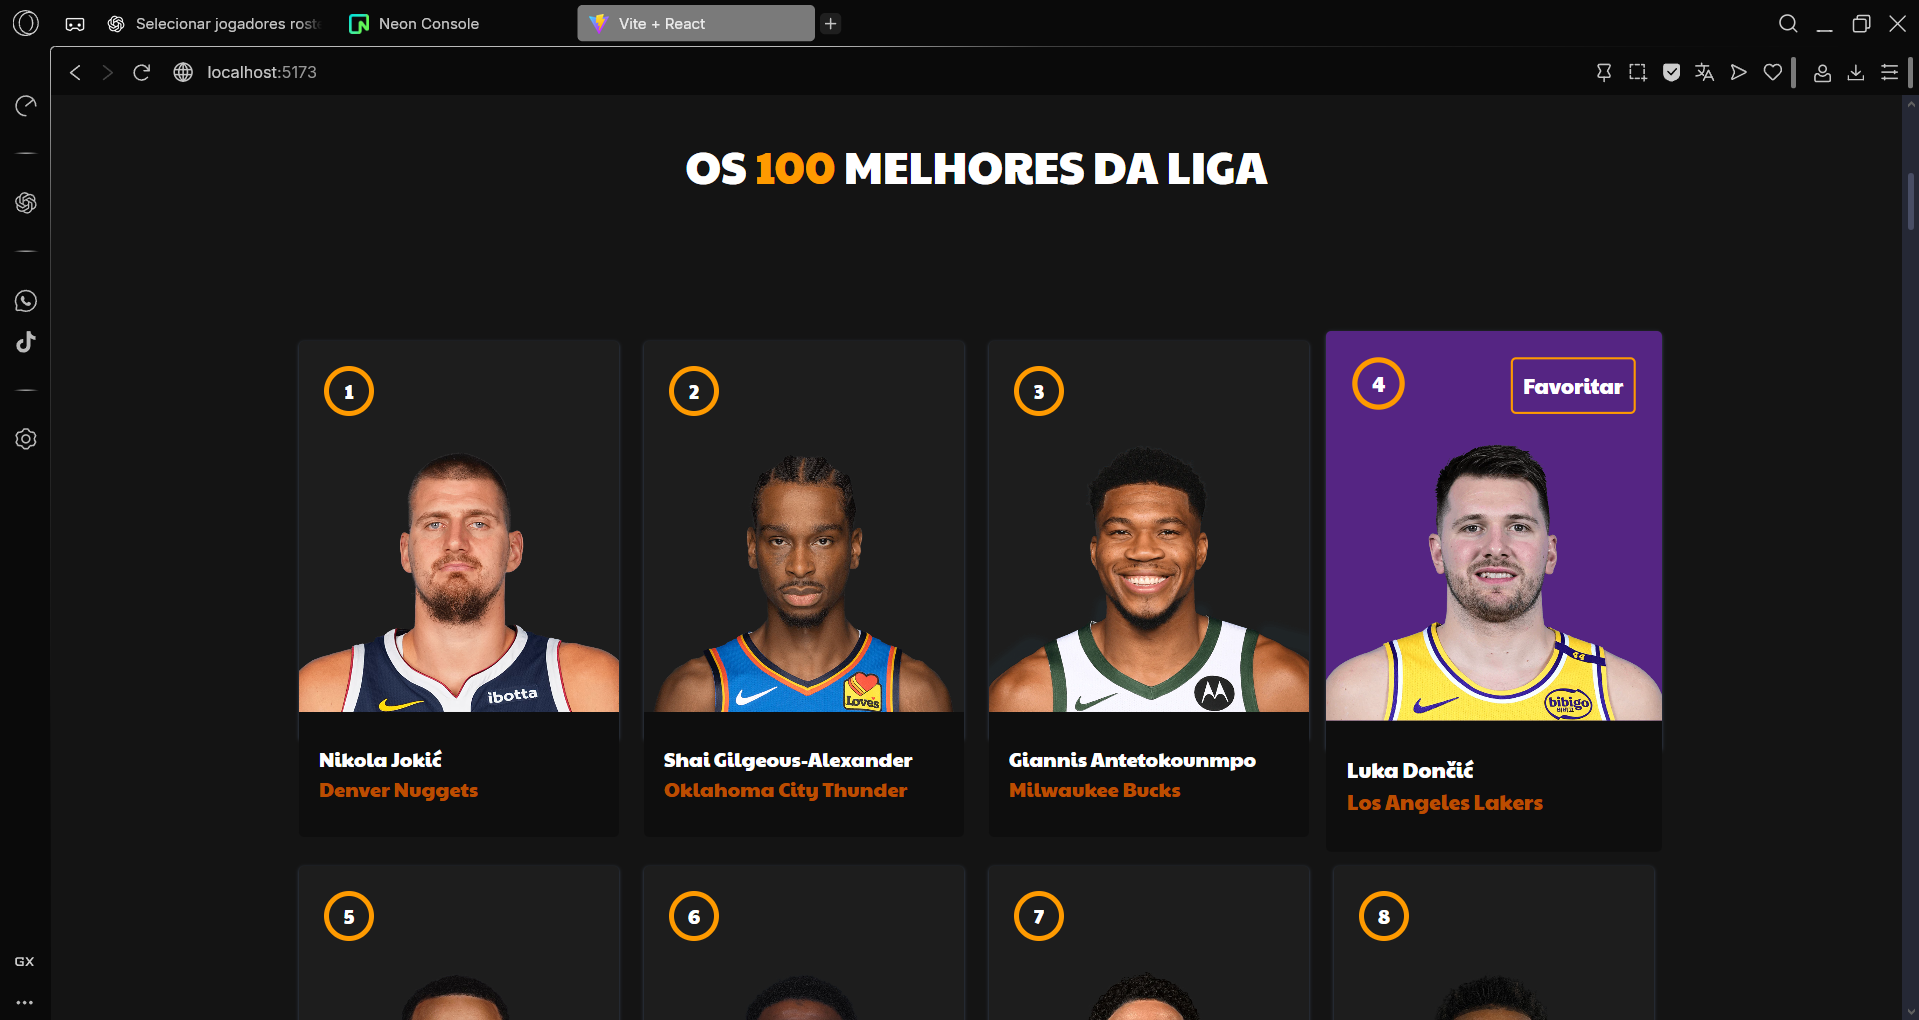 Selecionar jogadores rost
Neon Console
Vite + React
localhost:5173
OS 100 MELHORES DA LIGA
1
2
3
4
Favoritar
ibotta
Loves
bibigo
Nikola Jokić
Denver Nuggets
Shai Gilgeous-Alexander
Oklahoma City Thunder
Giannis Antetokounmpo
Milwaukee Bucks
Luka Dončić
Los Angeles Lakers
5
6
7
8
GX